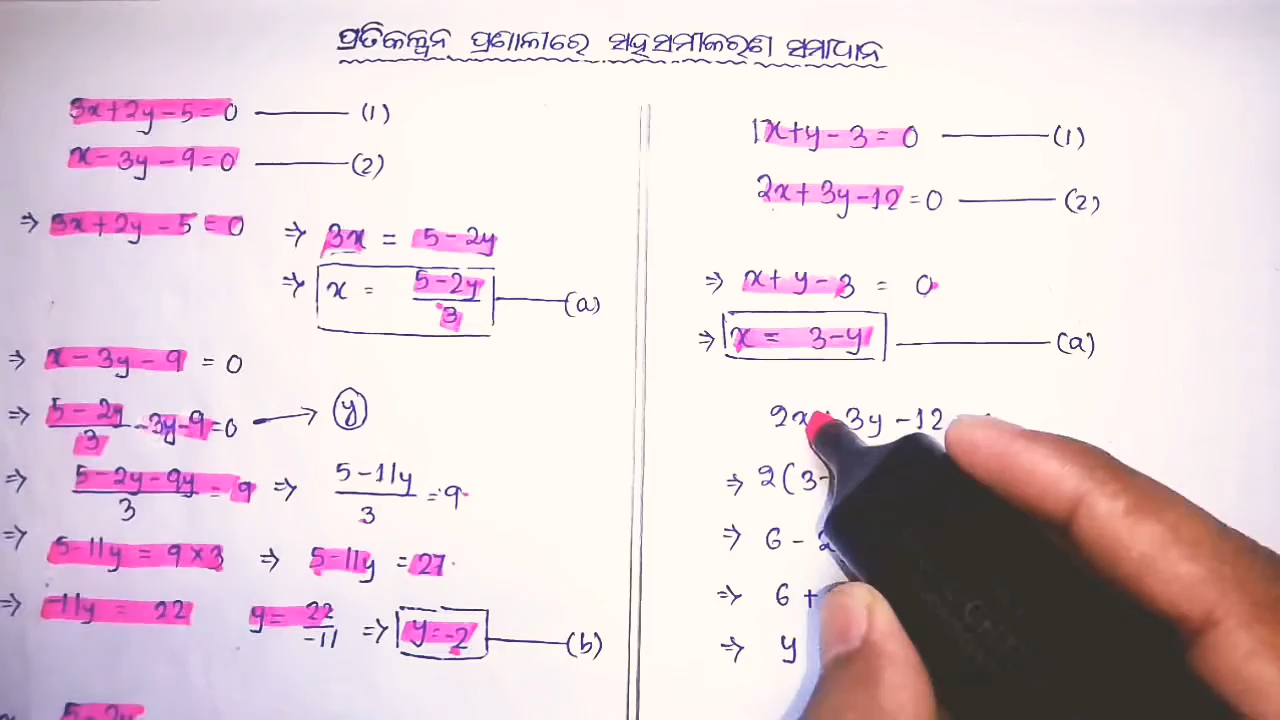 ପ୍ରତିକଳ୍ପନ ପ୍ରଣାଳୀରେ ସହସମୀକରଣ ସମାଧାନ
3x+2y-5=0 —— (1)
x-3y-9=0 —— (2)
⇒ 3x+2y-5=0
⇒ 3x = 5-2y
⇒ x = (5-2y)/3 —— (a)
⇒ x-3y-9 = 0
⇒ (5-2y)/3 -3y-9=0 → y
⇒ (5-2y-9y)/3 = 9 ⇒ (5-11y)/3 = 9
⇒ 5-11y = 9×3 ⇒ 5-11y = 27
⇒ -11y = 22 y= 22/-11 ⇒ y=-2 —— (b)
5-2y
1x+y-3=0 —— (1)
2x+3y-12=0 —— (2)
⇒ x+y-3 = 0
⇒ x = 3-y —— (a)
2x 3y-12
⇒ 2(3-
⇒ 6-2
⇒ 6+
⇒ y